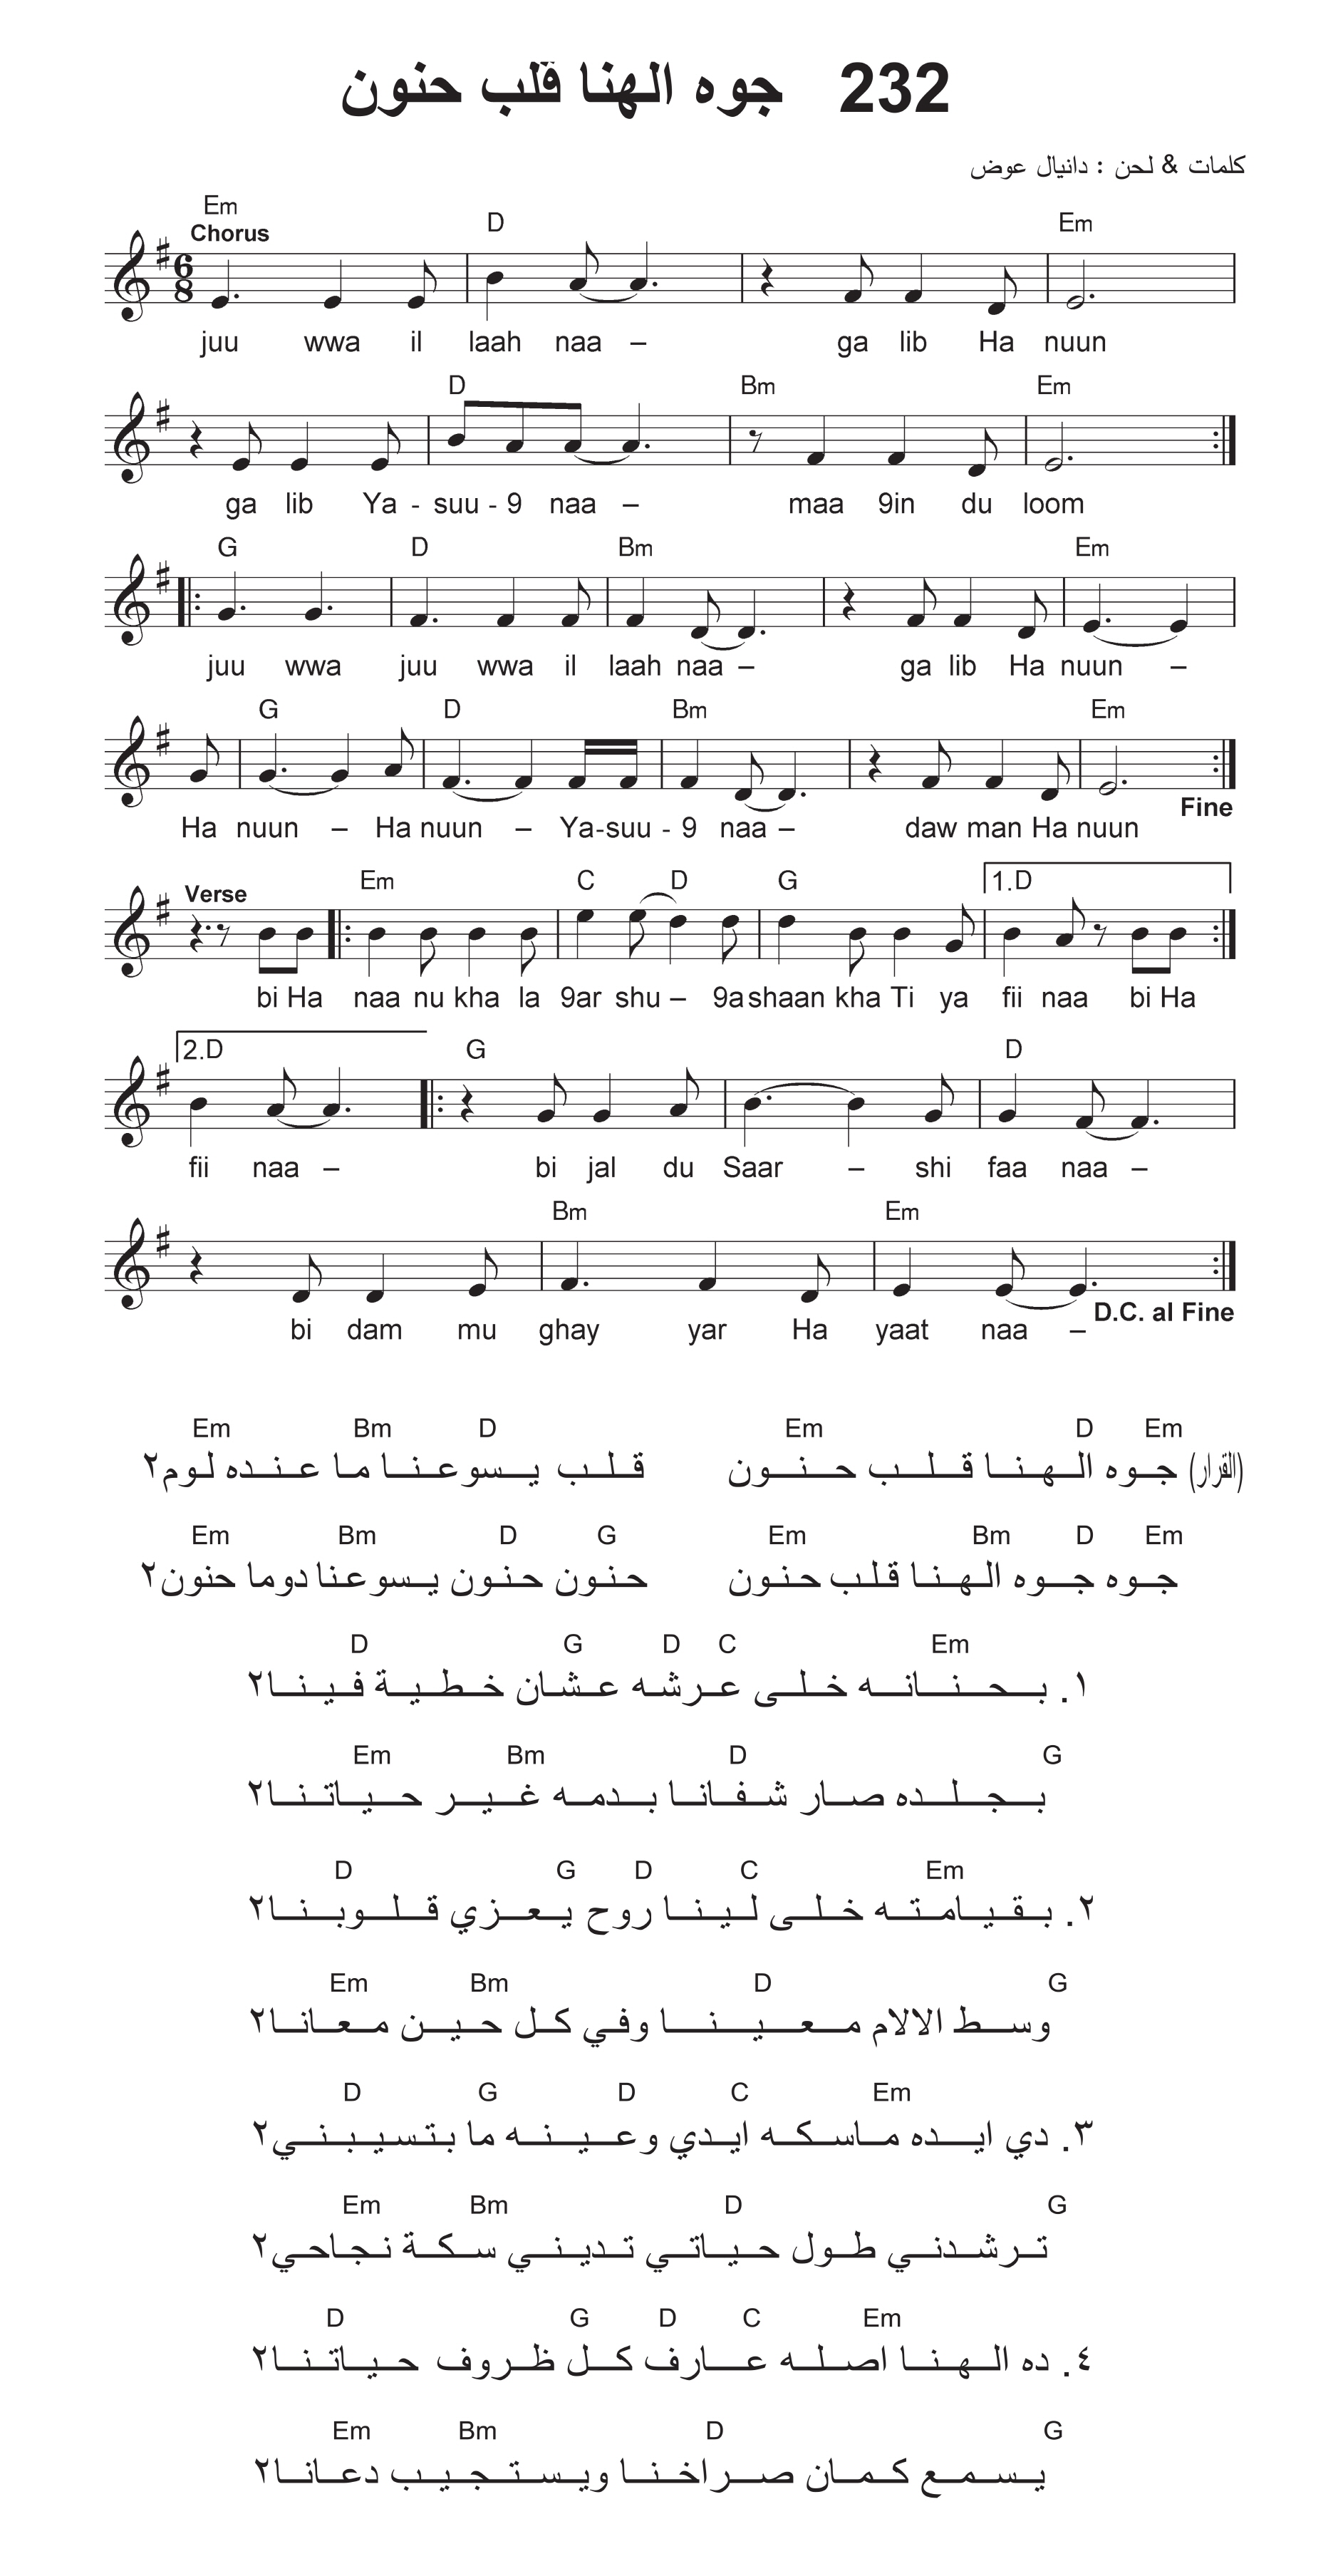 232 جوه الهنا قلب حنون
كلمات & لحن : دانيال عوض
Em D Em
Chorus
6 8
juu wwa il laah naa – ga lib Ha nuun
D Bm Em
ga lib Ya - suu - 9 naa – maa 9in du loom
G D Bm Em
juu wwa juu wwa il laah naa – ga lib Ha nuun –
G D Bm Em
Fine
Ha nuun – Ha nuun – Ya-suu - 9 naa – daw man Ha nuun
Verse Em C D G 1.D
bi Ha naa nu kha la 9ar shu – 9a shaan kha Ti ya fii naa bi Ha
2.D G D
fii naa – bi jal du Saar – shi faa naa –
Bm Em
D.C. al Fine
bi dam mu ghay yar Ha yaat naa –
Em Bm D Em D Em
(القرار) جوه الهنا قلب حنون قلب يسوعنا ما عنده لوم٢
Em Bm D G Em Bm D Em
جوه جوه الهنا قلب حنون حنون حنون يسوعنا دوما حنون٢
D G D C Em
١. بحنانه خلى عرشه عشان خطية فينا٢
Em Bm D G
بجلده صار شفانا بدمه غير حياتنا٢
D G D C Em
٢. بقيامته خلى لينا روح يعزي قلوبنا٢
Em Bm D G
وسط الالام معينا وفي كل حين معانا٢
D G D C Em
٣. دي ايده ماسكه ايدي وعينه ما بتسيبني٢
Em Bm D G
ترشدني طول حياتي تديني سكة نجاحي٢
D G D C Em
٤. ده الهنا اصله عارف كل ظروف حياتنا٢
Em Bm D G
يسمع كمان صراخنا ويستجيب دعانا٢